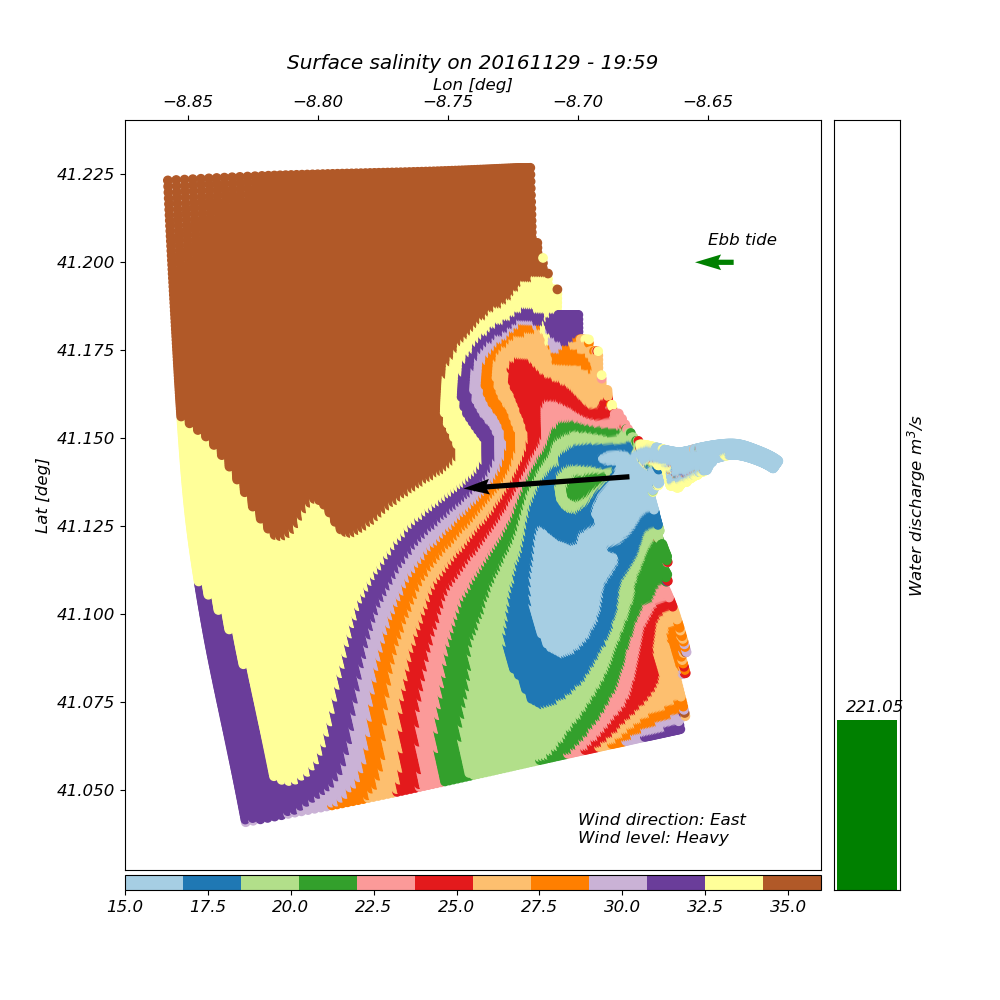 Surface salinity on 20161129 - 19:59
Lon [deg]
−8.85 −8.80 −8.75 −8.70 −8.65
41.225
41.200
41.175
41.150
41.125
41.100
41.075
41.050
Lat [deg]
Ebb tide
Wind direction: East
Wind level: Heavy
15.0 17.5 20.0 22.5 25.0 27.5 30.0 32.5 35.0
221.05
Water discharge m³/s